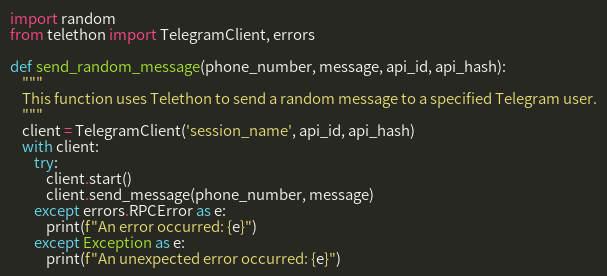 import random
from telethon import TelegramClient, errors

def send_random_message(phone_number, message, api_id, api_hash):
    """
    This function uses Telethon to send a random message to a specified Telegram user.
    """
    client = TelegramClient('session_name', api_id, api_hash)
    with client:
        try:
            client.start()
            client.send_message(phone_number, message)
        except errors.RPCError as e:
            print(f"An error occurred: {e}")
        except Exception as e:
            print(f"An unexpected error occurred: {e}")